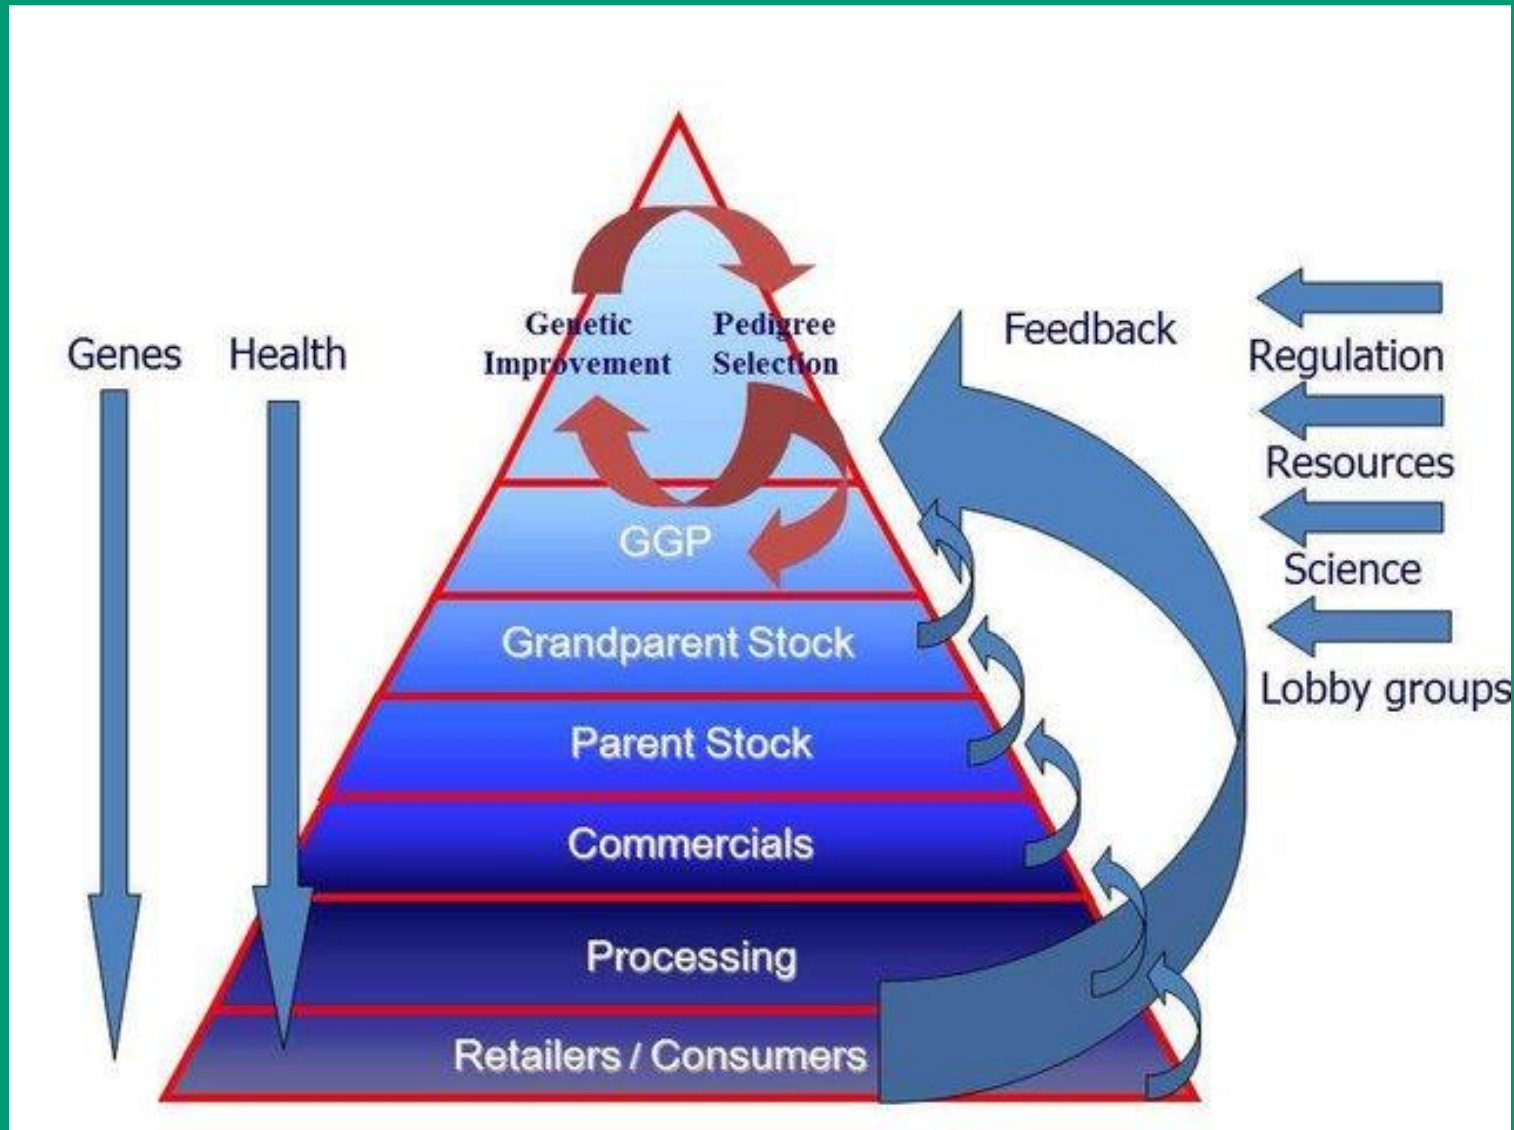 Genes
Health
Genetic
Improvement
Pedigree
Selection
Feedback
Regulation
Resources
Science
Lobby groups
GGP
Grandparent Stock
Parent Stock
Commercials
Processing
Retailers / Consumers